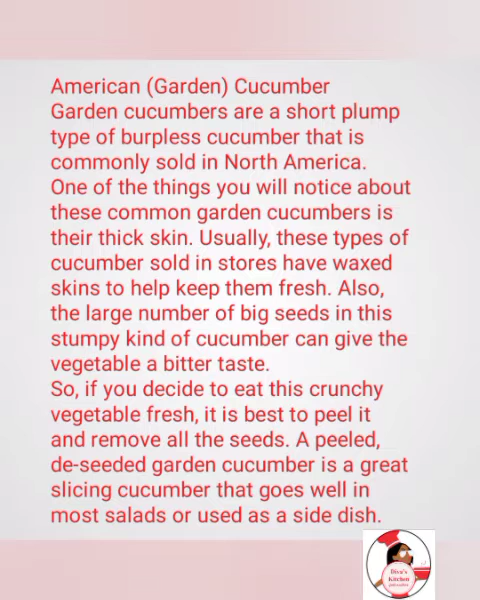 American (Garden) Cucumber
Garden cucumbers are a short plump
type of burpless cucumber that is
commonly sold in North America.
One of the things you will notice about
these common garden cucumbers is
their thick skin. Usually, these types of
cucumber sold in stores have waxed
skins to help keep them fresh. Also,
the large number of big seeds in this
stumpy kind of cucumber can give the
vegetable a bitter taste.
So, if you decide to eat this crunchy
vegetable fresh, it is best to peel it
and remove all the seeds. A peeled,
de-seeded garden cucumber is a great
slicing cucumber that goes well in
most salads or used as a side dish.
Diva's
Kitchen